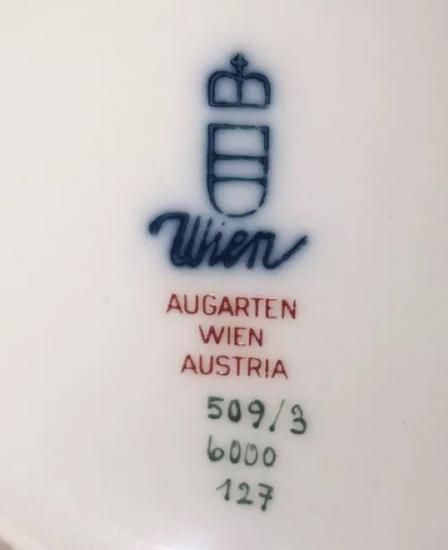 Wien
AUGARTEN
WIEN
AUSTRIA
509/3
6000
127